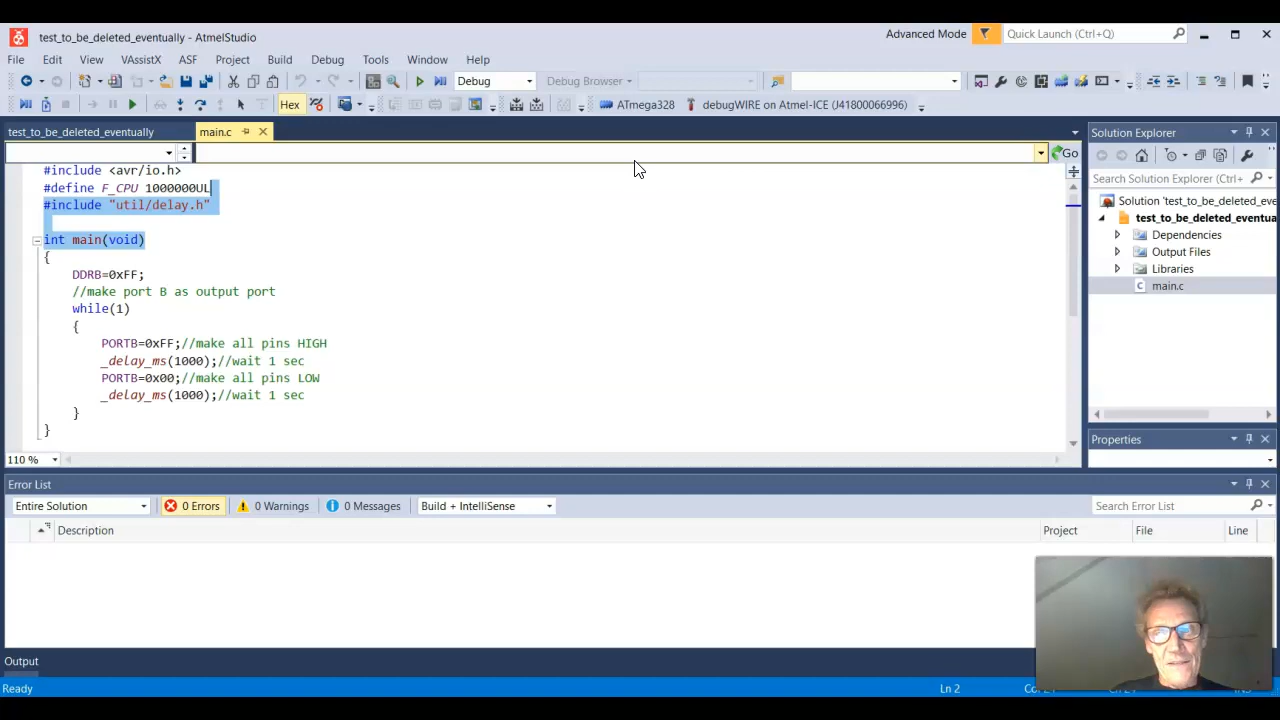 test_to_be_deleted_eventually - AtmelStudio
Advanced Mode
Quick Launch (Ctrl+Q)
File Edit View VAssistX ASF Project Build Debug Tools Window Help
Debug
Debug Browser
Hex
ATmega328
debugWIRE on Atmel-ICE (J41800066996)
test_to_be_deleted_eventually
main.c
Go
#include <avr/io.h>
#define F_CPU 1000000UL
#include "util/delay.h"
int main(void)
{
DDRB=0xFF;
//make port B as output port
while(1)
{
PORTB=0xFF;//make all pins HIGH
_delay_ms(1000);//wait 1 sec
PORTB=0x00;//make all pins LOW
_delay_ms(1000);//wait 1 sec
}
}
110 %
Solution Explorer
Search Solution Explorer (Ctrl+
Solution 'test_to_be_deleted_eve
test_to_be_deleted_eventua
Dependencies
Output Files
Libraries
main.c
Properties
Error List
Entire Solution
0 Errors
0 Warnings
0 Messages
Build + IntelliSense
Search Error List
Description
Project
File
Line
Output
Ready
Ln 2